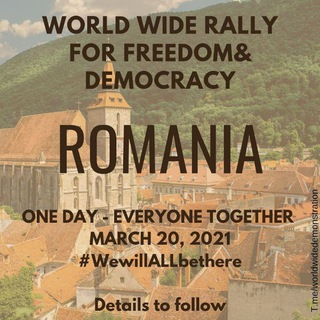 WORLD WIDE RALLY
FOR FREEDOM&
DEMOCRACY
ROMANIA
ONE DAY - EVERYONE TOGETHER
MARCH 20, 2021
#WewillALLbethere
Details to follow
T.me/worldwidedemonstration